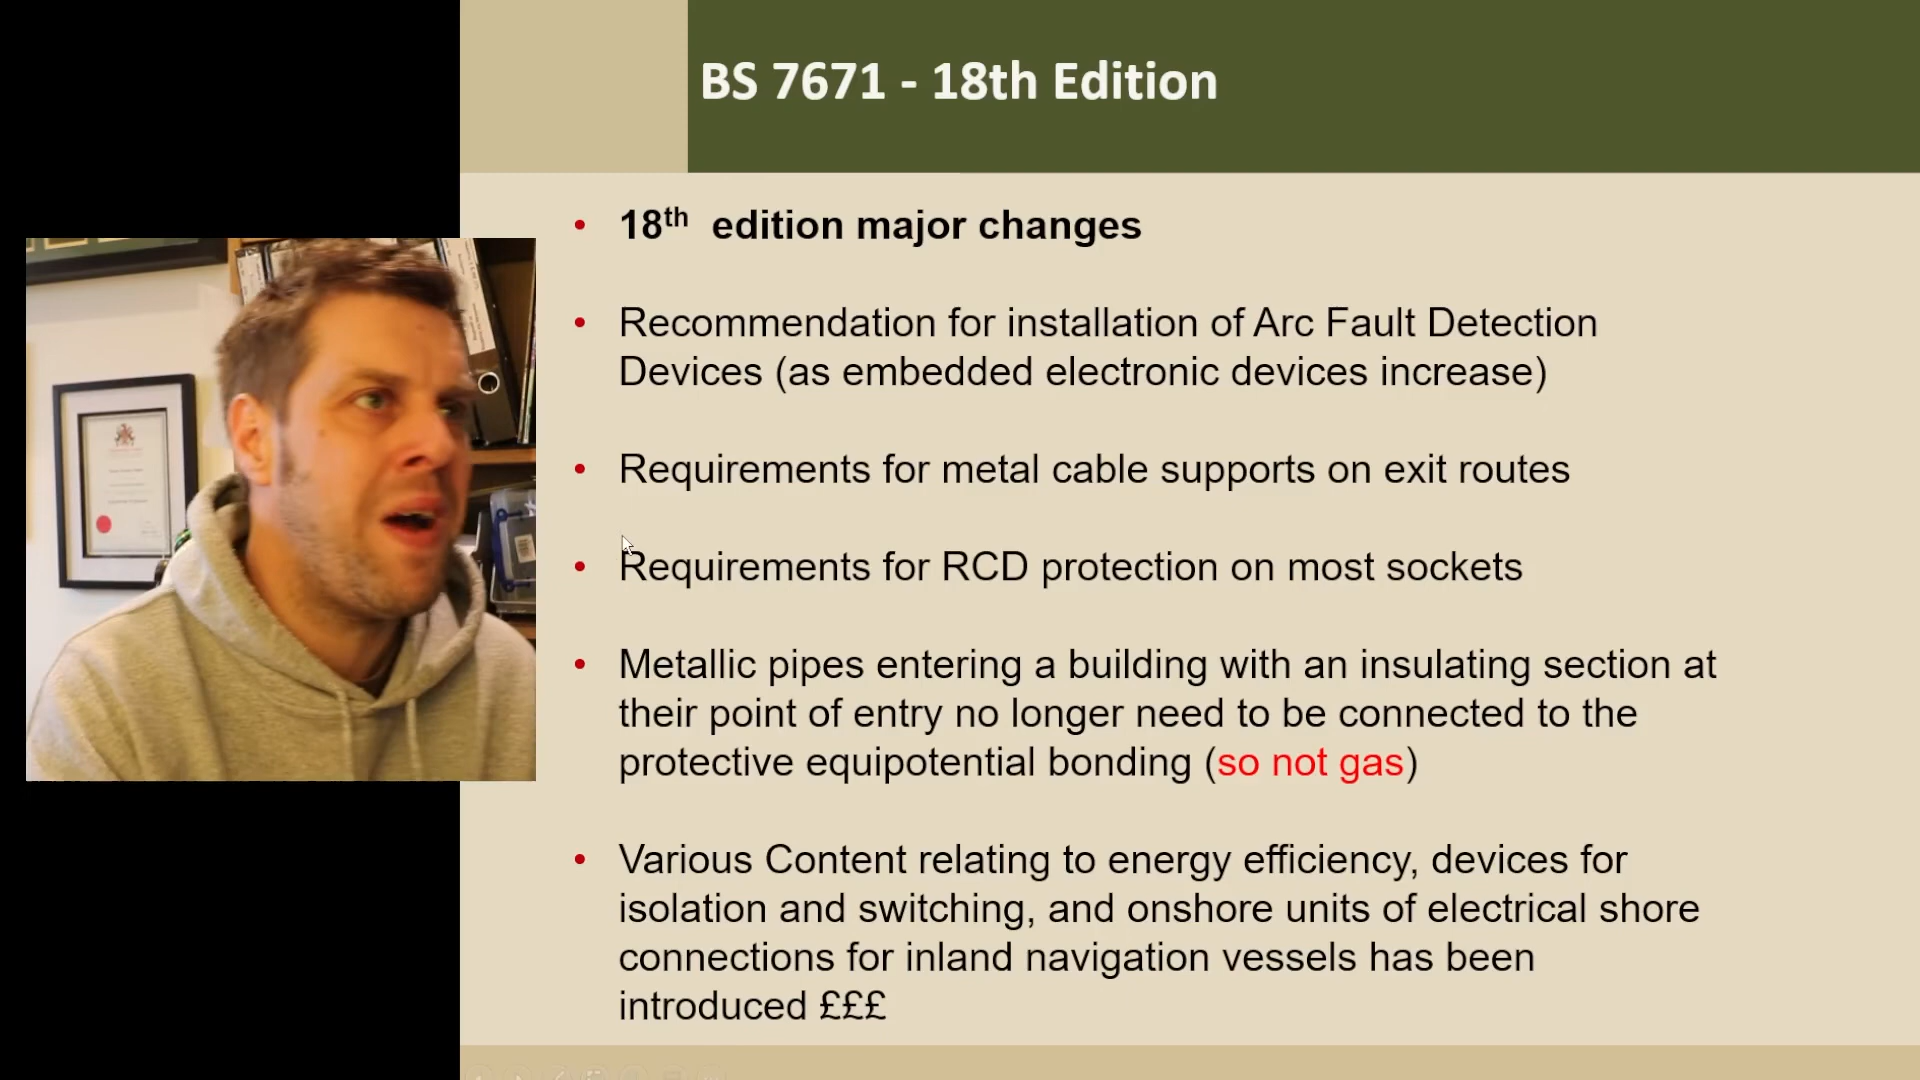 BS 7671 - 18th Edition
• 18th edition major changes
• Recommendation for installation of Arc Fault Detection
Devices (as embedded electronic devices increase)
• Requirements for metal cable supports on exit routes
• Requirements for RCD protection on most sockets
• Metallic pipes entering a building with an insulating section at
their point of entry no longer need to be connected to the
protective equipotential bonding (so not gas)
• Various Content relating to energy efficiency, devices for
isolation and switching, and onshore units of electrical shore
connections for inland navigation vessels has been
introduced £££